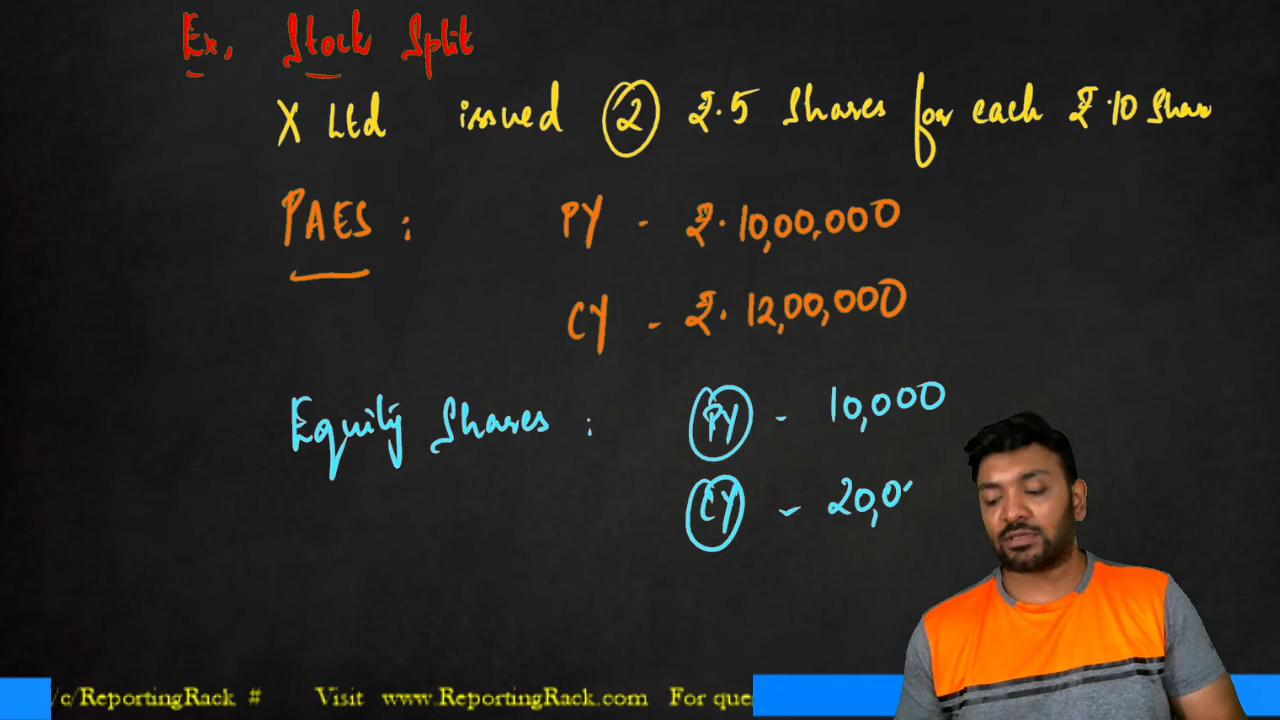 Ex. Stock Split
X Ltd issued 2 ₹.5 Shares for each ₹.10 Shar
PAES : PY - ₹.10,00,000
CY - ₹.12,00,000
Equity Shares : PY - 10,000
CY - 20,0
/c/ReportingRack # Visit www.ReportingRack.com For que